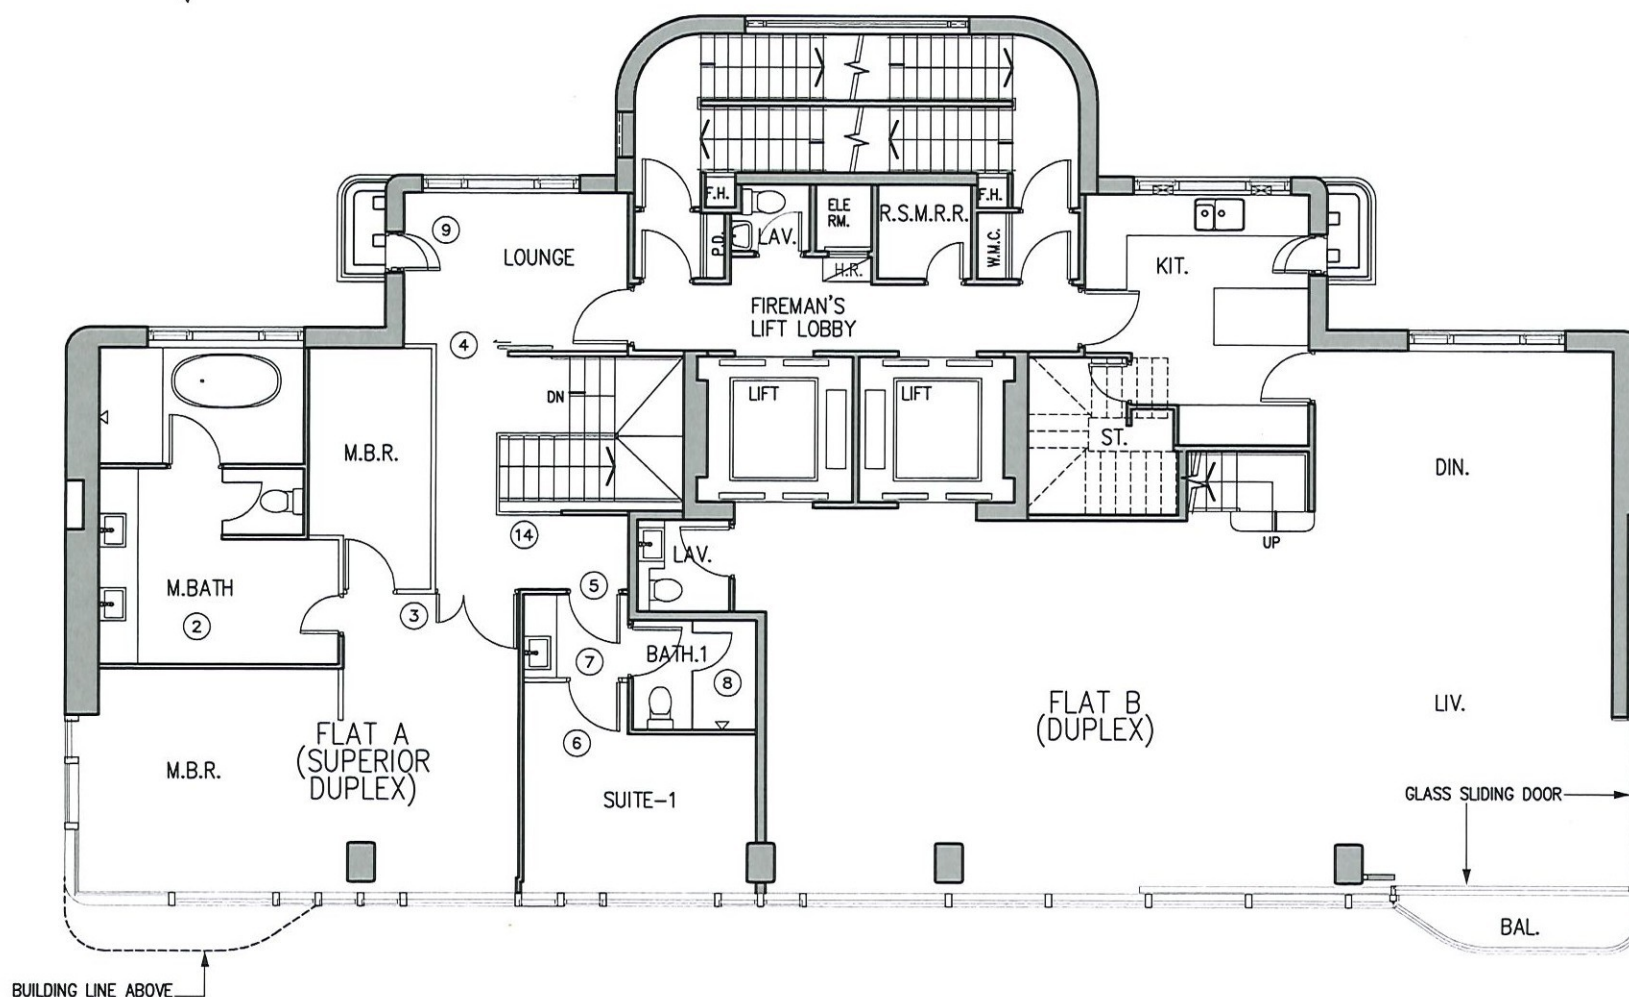 F.H.
F.H.
ELE
RM.
R.S.M.R.R.
LAV.
P.D.
W.M.C.
H.R.
9
LOUNGE
KIT.
FIREMAN'S
LIFT LOBBY
4
LIFT
LIFT
DN
M.B.R.
ST.
DIN.
14
UP
LAV.
M.BATH
2
3
5
7
BATH.1
8
6
FLAT A
(SUPERIOR
DUPLEX)
M.B.R.
SUITE-1
FLAT B
(DUPLEX)
LIV.
GLASS SLIDING DOOR
BAL.
BUILDING LINE ABOVE